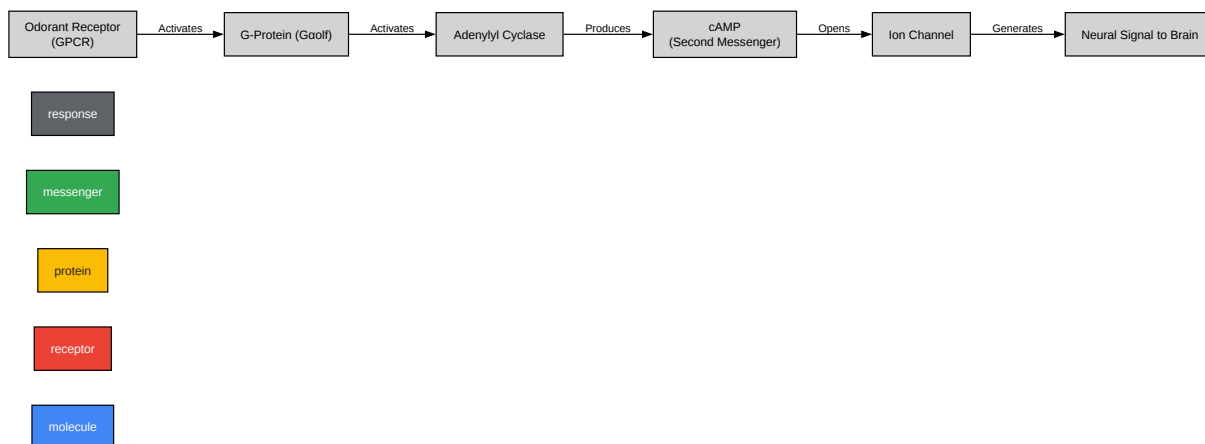 Odorant Receptor
(GPCR)
Activates
G-Protein (Gαolf)
Activates
Adenylyl Cyclase
Produces
cAMP
(Second Messenger)
Opens
Ion Channel
Generates
Neural Signal to Brain
response
messenger
protein
receptor
molecule